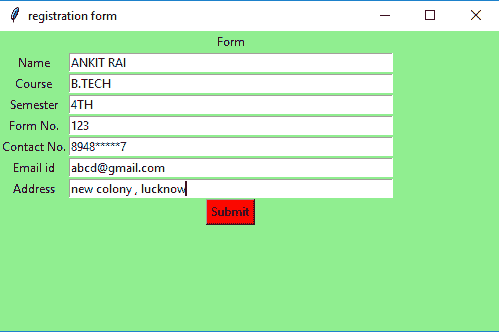 registration form
Form
Name ANKIT RAI
Course B.TECH
Semester 4TH
Form No. 123
Contact No. 8948*****7
Email id abcd@gmail.com
Address new colony , lucknow
Submit